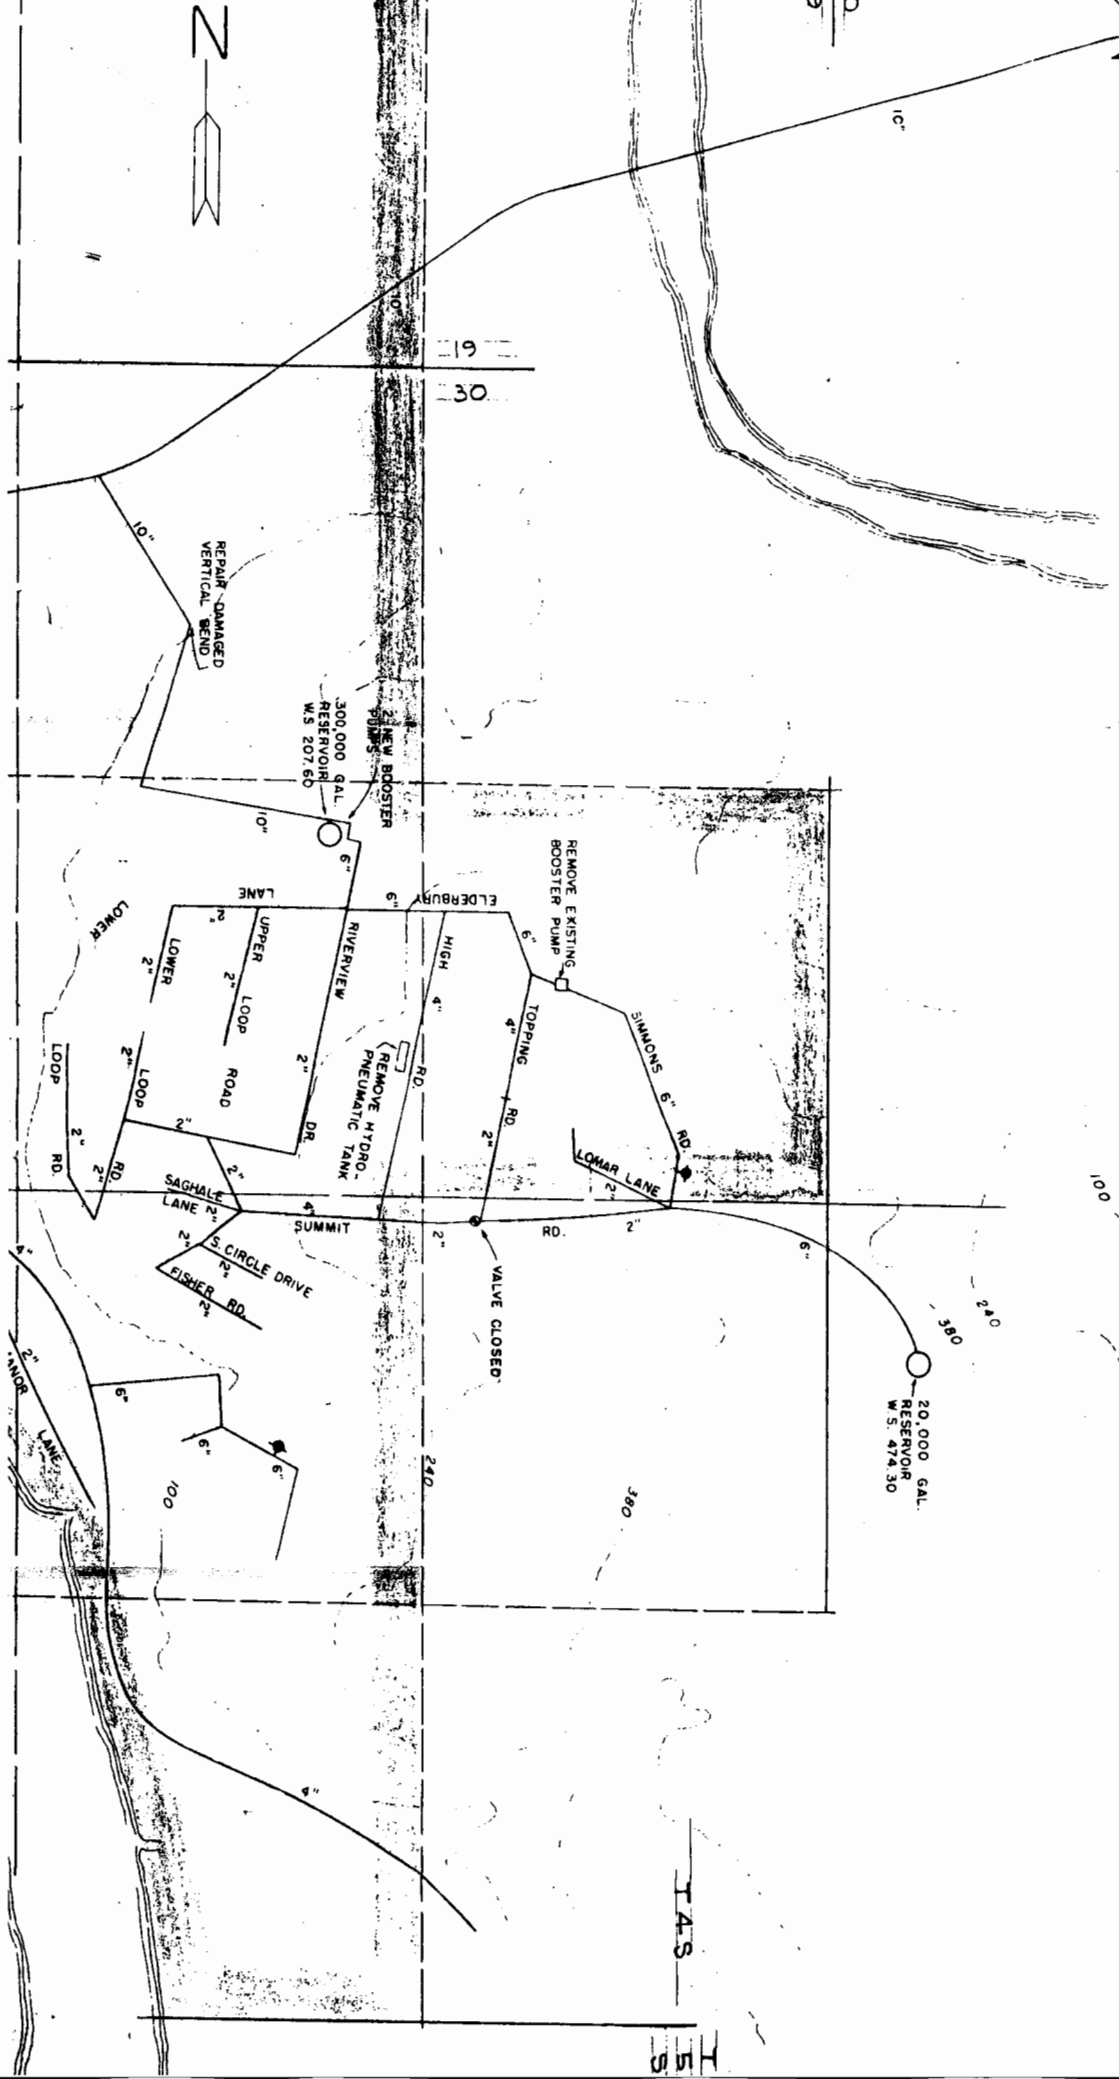 N
10"
10"
19
30
10"
REPAIR DAMAGED
VERTICAL BEND
2 NEW BOOSTER
PUMPS
300,000 GAL.
RESERVOIR
W.S. 207.60
10"
6"
REMOVE EXISTING
BOOSTER PUMP
ELDERBURY
LANE
6"
6"
2"
LOWER
UPPER
2"
LOOP
ROAD
LOWER
2"
2"
LOOP
RD.
2"
RIVERVIEW
2"
DR.
HIGH
4"
RD.
TOPPING
4"
RD.
2"
SIMMONS
6"
RD.
REMOVE HYDRO-
PNEUMATIC TANK
LOMAR LANE
2"
LOOP
2"
RD.
2"
2"
SAGHALE
LANE
2"
4"
SUMMIT
2"
RD.
2"
6"
VALVE CLOSED
2"
S. CIRCLE DRIVE
2"
FISHER RD.
2"
100
240
380
20,000 GAL.
RESERVOIR
W.S. 474.30
4"
2"
LANE
6"
6"
6"
100
240
380
4"
T 4 S
T 5 S